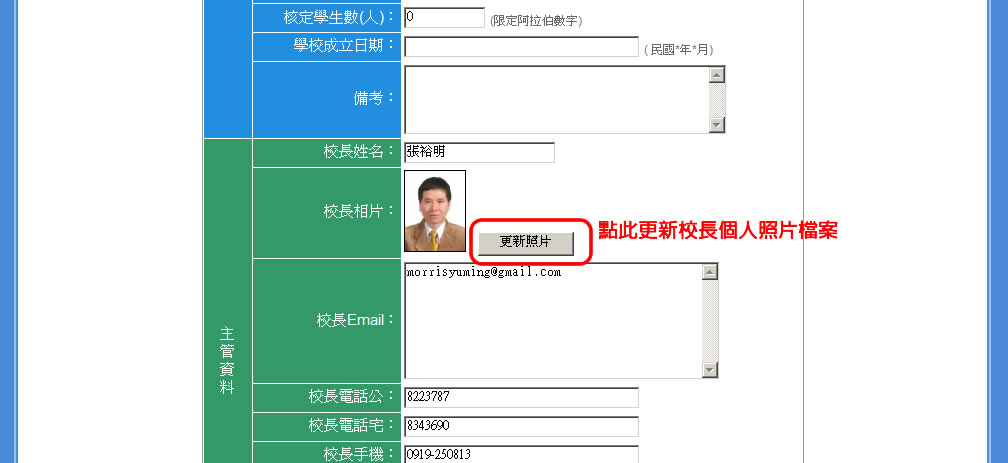 核定學生數(人)： 0 (限定阿拉伯數字)
學校成立日期： ( 民國*年*月)
備考：
校長姓名： 張裕明
校長相片：
更新照片
點此更新校長個人照片檔案
主管資料
校長Email： morrisyuming@gmail.com
校長電話公： 8223787
校長電話宅： 8343690
校長手機： 0919-250813